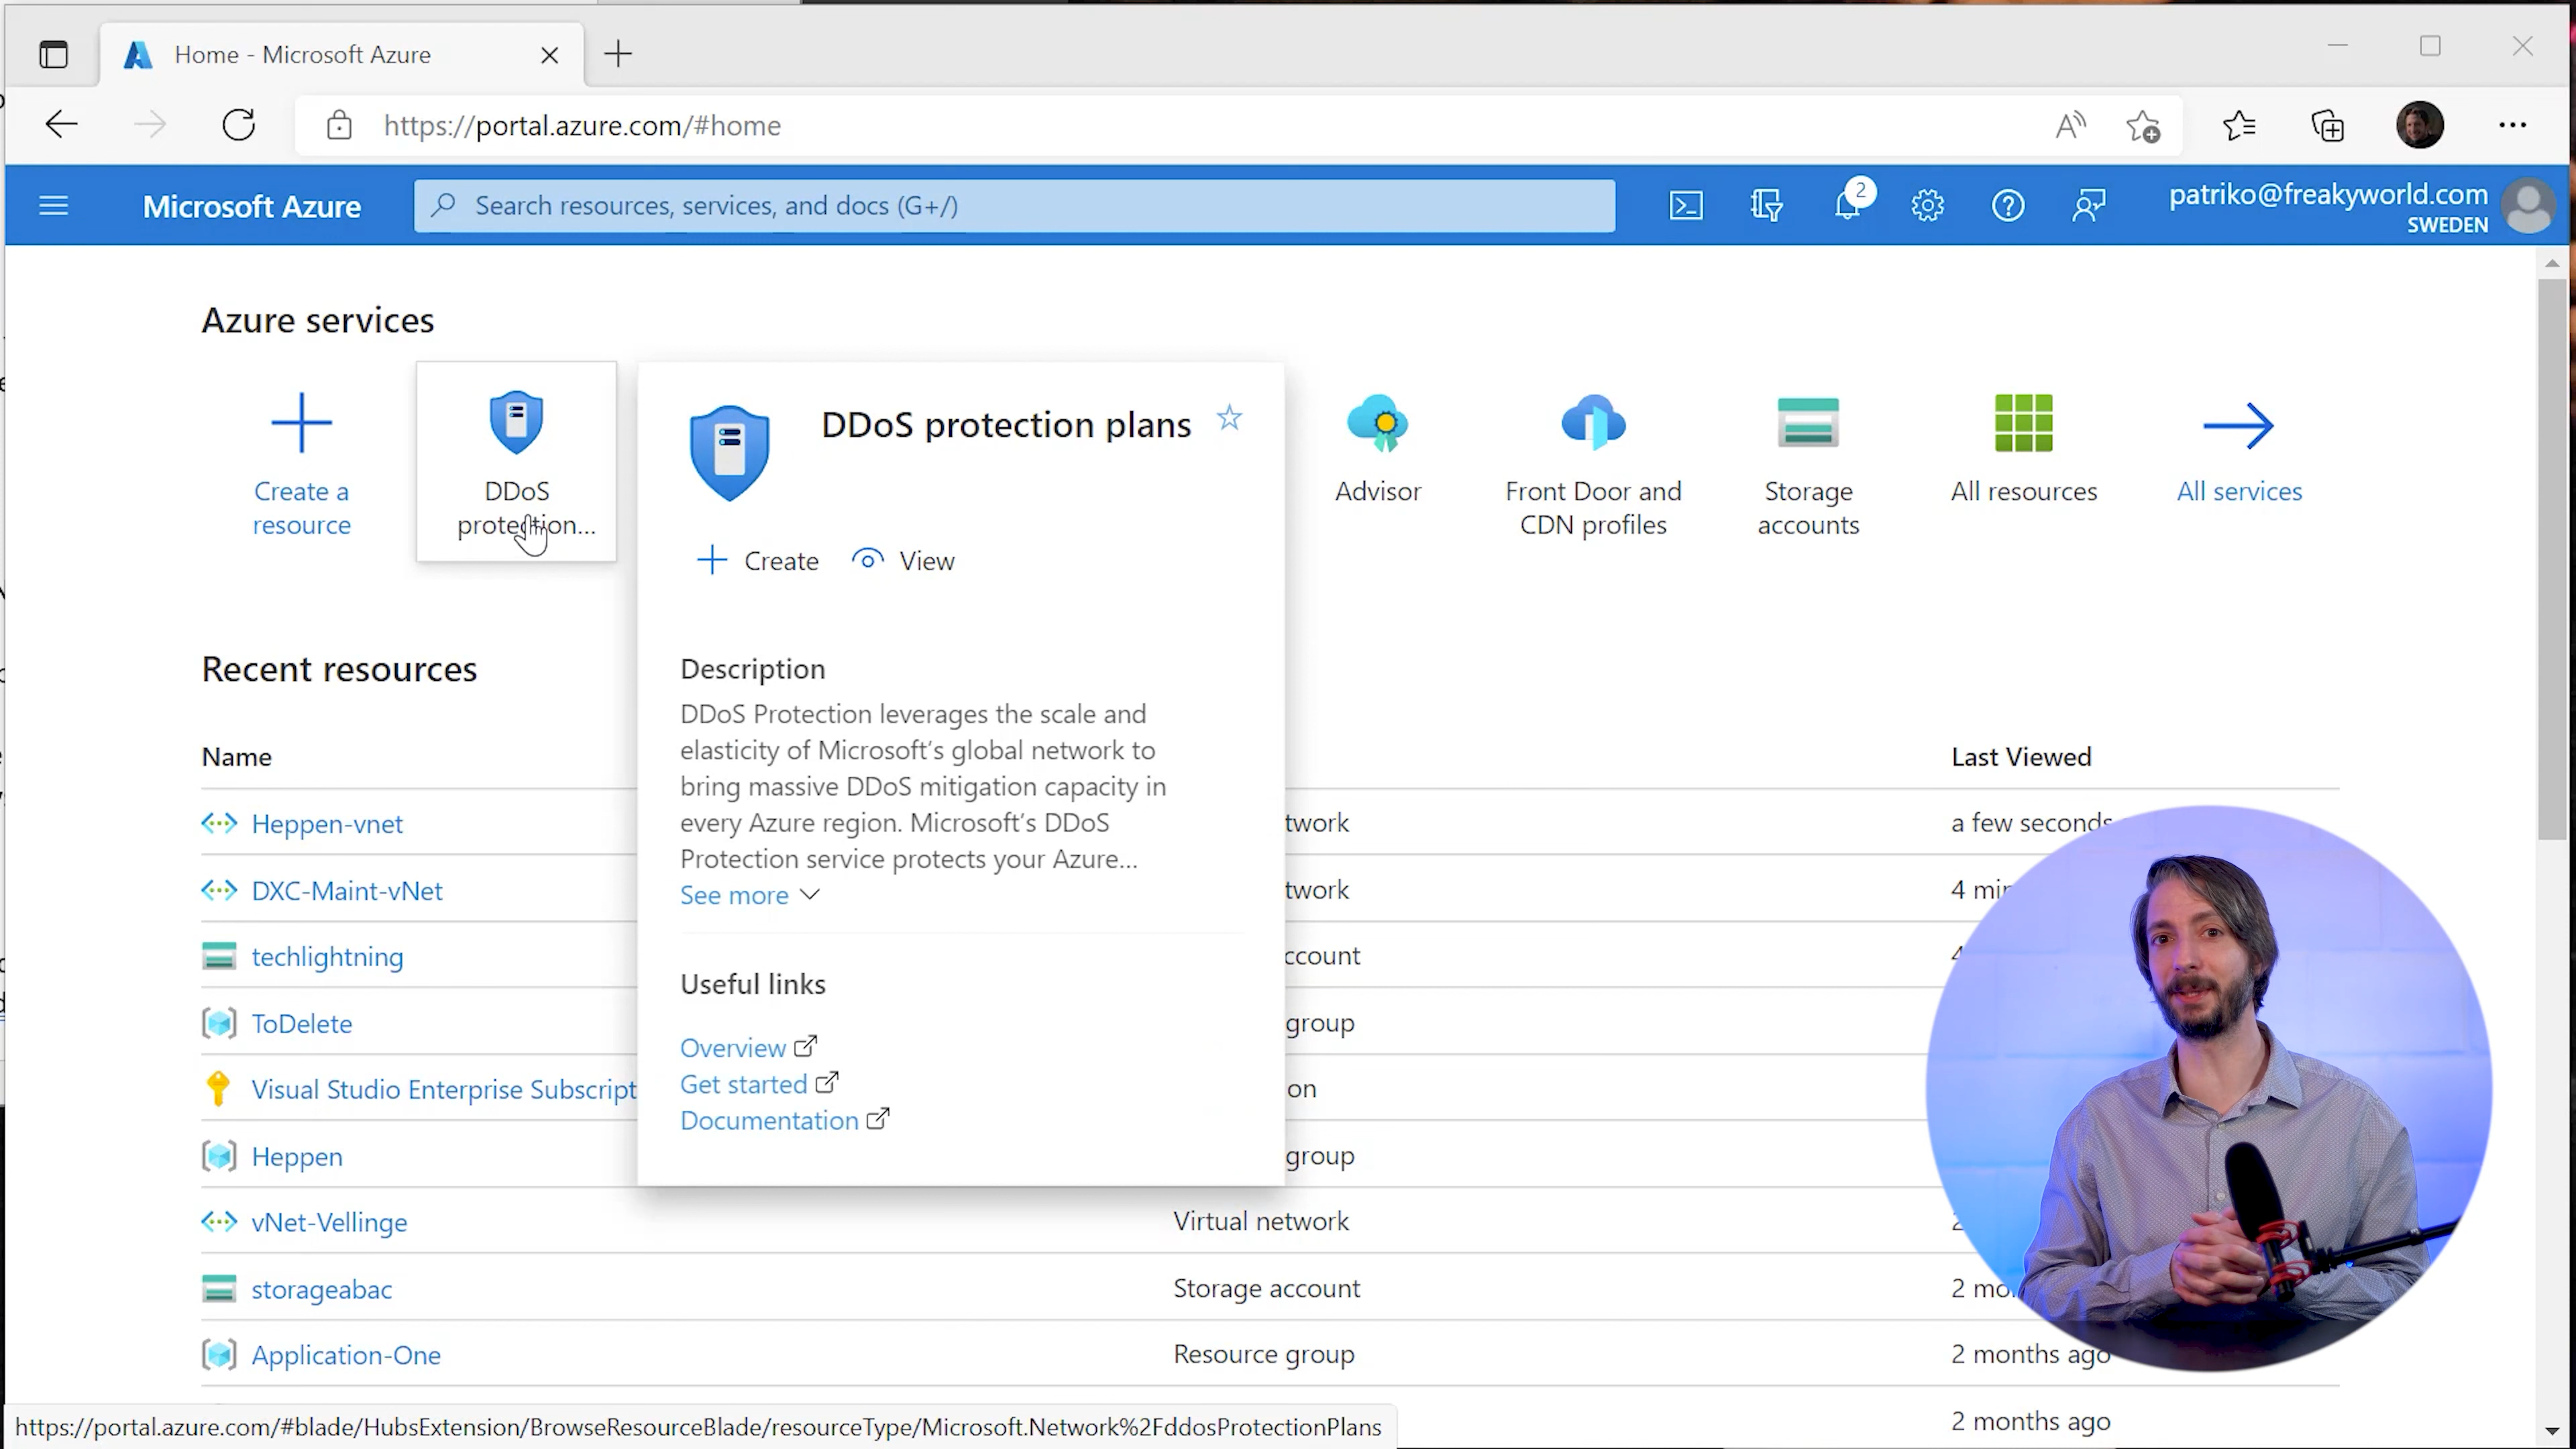 Home - Microsoft Azure
https://portal.azure.com/#home
Microsoft Azure
Search resources, services, and docs (G+/)
2
patriko@freakyworld.com
SWEDEN
Azure services
Create a
resource
DDoS
protection...
DDoS protection plans
Create
View
Description
DDoS Protection leverages the scale and
elasticity of Microsoft's global network to
bring massive DDoS mitigation capacity in
every Azure region. Microsoft's DDoS
Protection service protects your Azure...
See more
Useful links
Overview
Get started
Documentation
Advisor
Front Door and
CDN profiles
Storage
accounts
All resources
All services
Recent resources
Name
Last Viewed
Heppen-vnet
twork
a few seconds
DXC-Maint-vNet
twork
4 min
techlightning
ccount
4
ToDelete
group
Visual Studio Enterprise Subscript
on
Heppen
group
vNet-Vellinge
Virtual network
2
storageabac
Storage account
2 mo
Application-One
Resource group
2 months ago
2 months ago
https://portal.azure.com/#blade/HubsExtension/BrowseResourceBlade/resourceType/Microsoft.Network%2FddosProtectionPlans